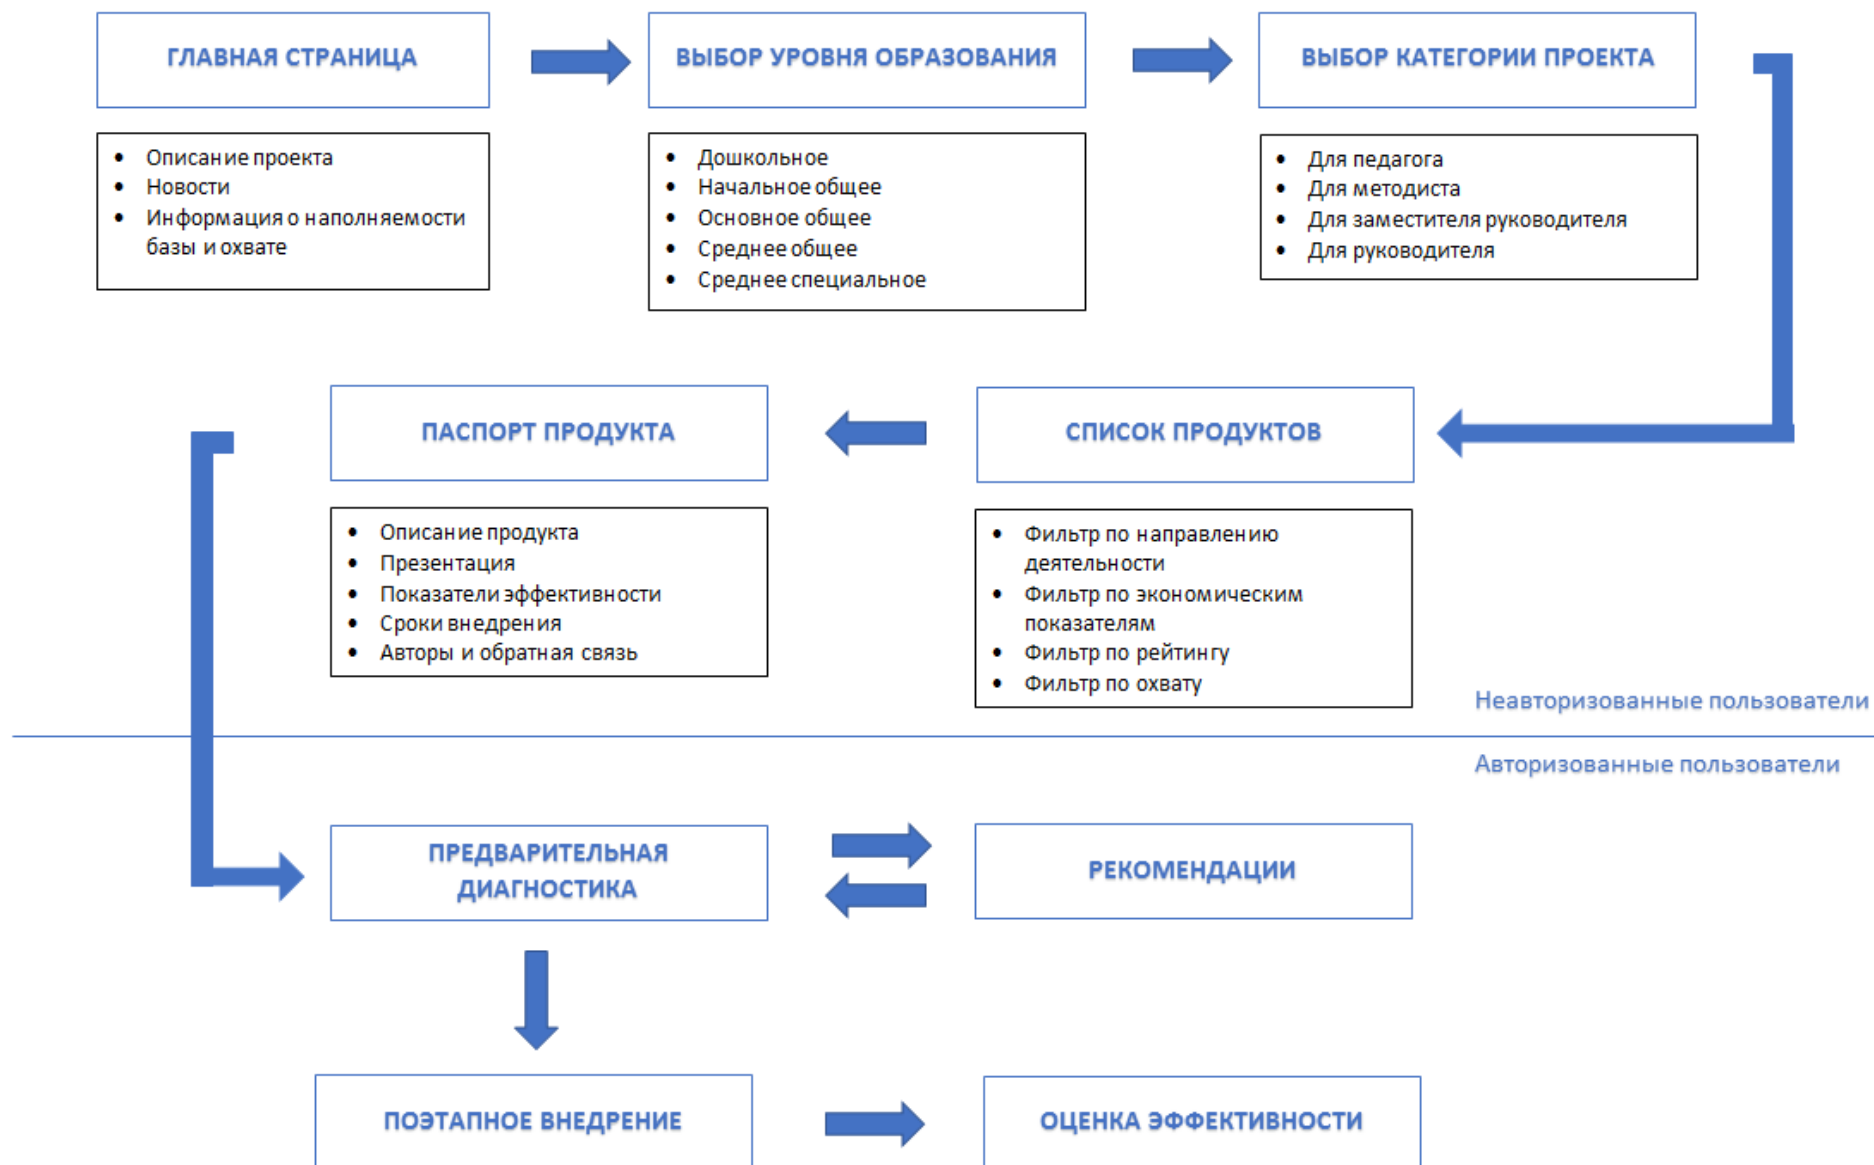 ГЛАВНАЯ СТРАНИЦА
• Описание проекта
• Новости
• Информация о наполняемости
базы и охвате
ВЫБОР УРОВНЯ ОБРАЗОВАНИЯ
• Дошкольное
• Начальное общее
• Основное общее
• Среднее общее
• Среднее специальное
ВЫБОР КАТЕГОРИИ ПРОЕКТА
• Для педагога
• Для методиста
• Для заместителя руководителя
• Для руководителя
СПИСОК ПРОДУКТОВ
• Фильтр по направлению
деятельности
• Фильтр по экономическим
показателям
• Фильтр по рейтингу
• Фильтр по охвату
ПАСПОРТ ПРОДУКТА
• Описание продукта
• Презентация
• Показатели эффективности
• Сроки внедрения
• Авторы и обратная связь
Неавторизованные пользователи
Авторизованные пользователи
ПРЕДВАРИТЕЛЬНАЯ
ДИАГНОСТИКА
РЕКОМЕНДАЦИИ
ПОЭТАПНОЕ ВНЕДРЕНИЕ
ОЦЕНКА ЭФФЕКТИВНОСТИ